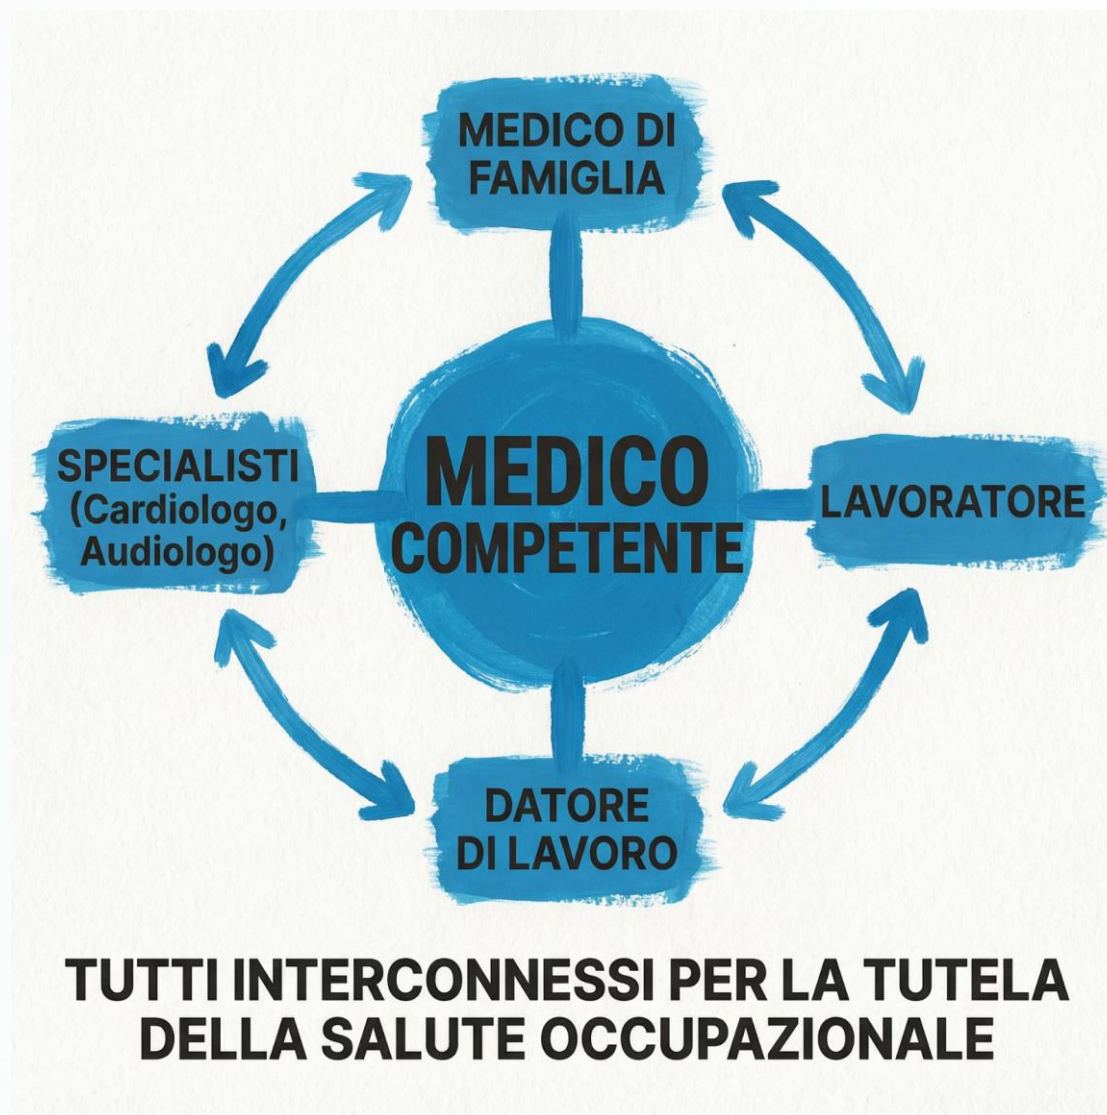 MEDICO DI
FAMIGLIA
SPECIALISTI
(Cardiologo,
Audiologo)
MEDICO
COMPETENTE
LAVORATORE
DATORE
DI LAVORO
TUTTI INTERCONNESSI PER LA TUTELA
DELLA SALUTE OCCUPAZIONALE